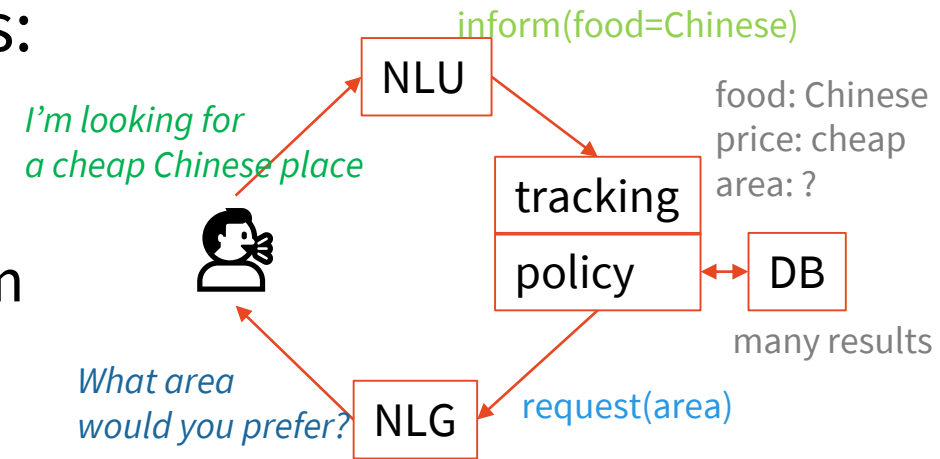 s:
inform(food=Chinese)
NLU
I'm looking for
a cheap Chinese place
food: Chinese
price: cheap
area: ?
tracking
policy
DB
many results
m
What area
would you prefer?
NLG
request(area)